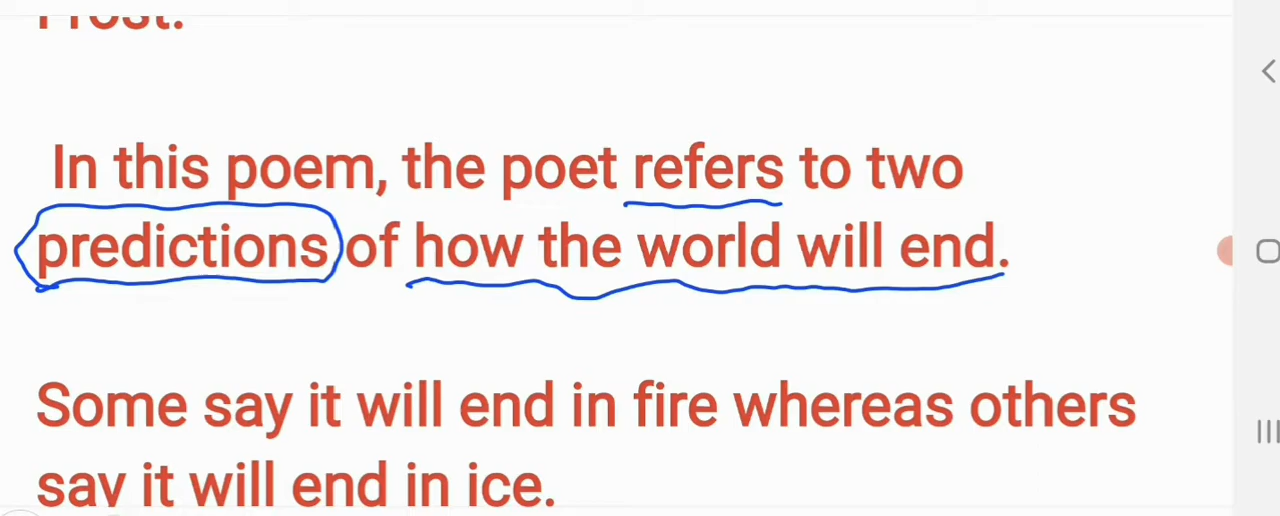 Frost.
In this poem, the poet refers to two
predictions of how the world will end.
Some say it will end in fire whereas others
say it will end in ice.